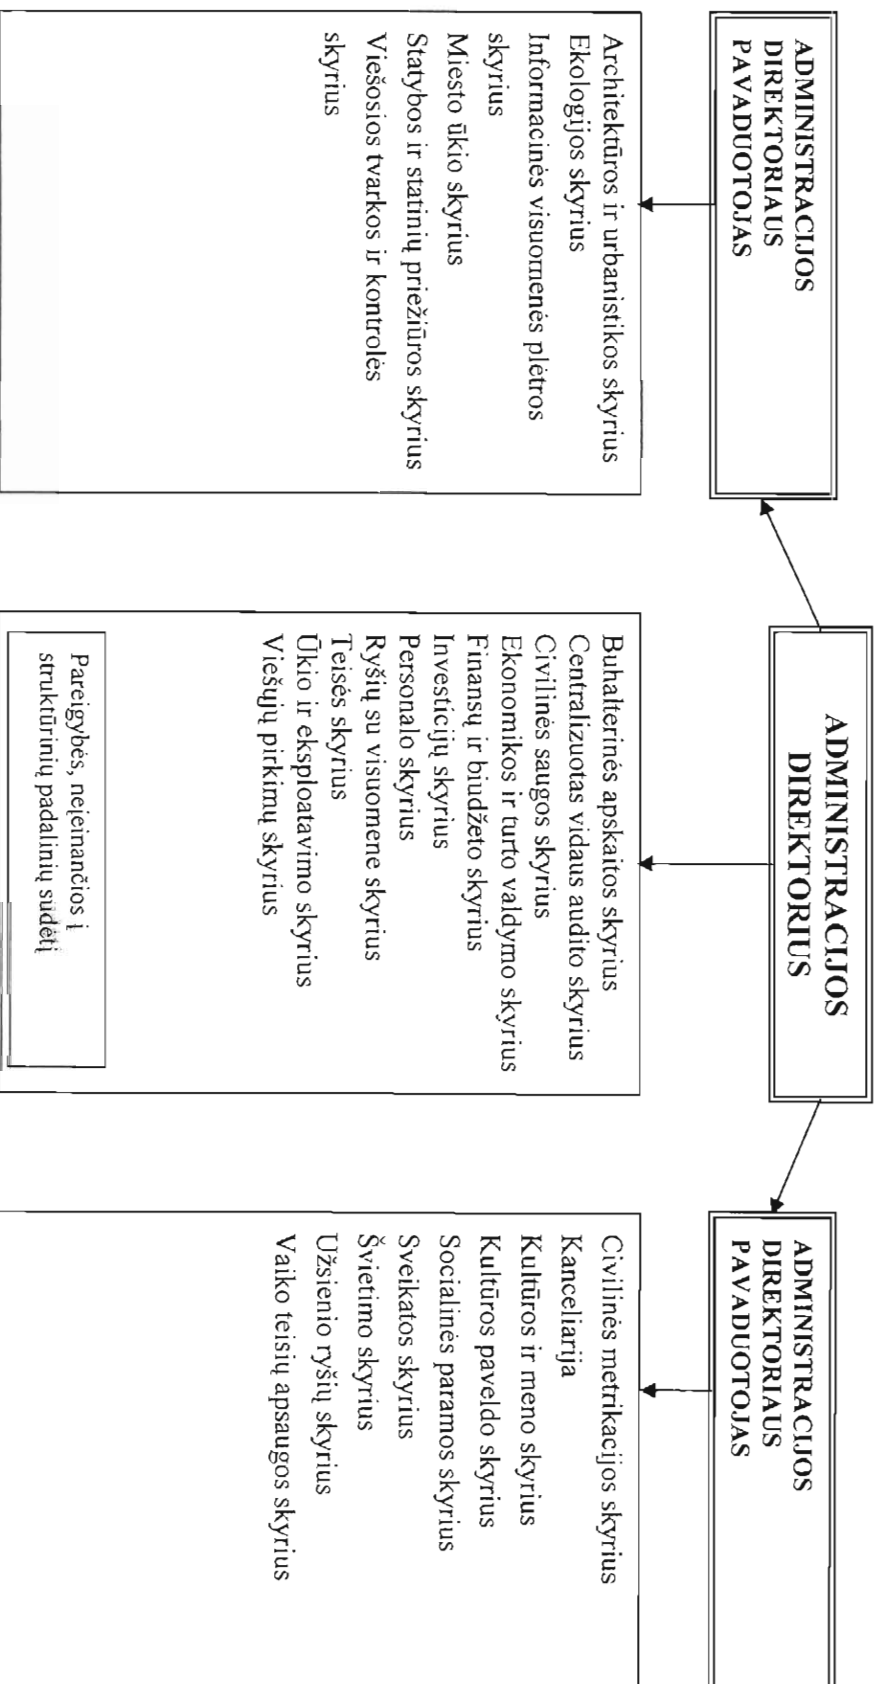 ADMINISTRACIJOS
DIREKTORIAUS
PAVADUOTOJAS
Architektūros ir urbanistikos skyrius
Ekologijos skyrius
Informacinės visuomenės plėtros
skyrius
Miesto ūkio skyrius
Statybos ir statinių priežiūros skyrius
Viešosios tvarkos ir kontrolės
skyrius
ADMINISTRACIJOS
DIREKTORIUS
Buhalterinės apskaitos skyrius
Centralizuotas vidaus audito skyrius
Civilinės saugos skyrius
Ekonomikos ir turto valdymo skyrius
Finansų ir biudžeto skyrius
Investicijų skyrius
Personalo skyrius
Ryšių su visuomene skyrius
Teisės skyrius
Ūkio ir eksploatavimo skyrius
Viešųjų pirkimų skyrius
Pareigybės, neįeinančios į
struktūrinių padalinių sudėtį
ADMINISTRACIJOS
DIREKTORIAUS
PAVADUOTOJAS
Civilinės metrikacijos skyrius
Kanceliarija
Kultūros ir meno skyrius
Kultūros paveldo skyrius
Socialinės paramos skyrius
Sveikatos skyrius
Švietimo skyrius
Užsienio ryšių skyrius
Vaiko teisių apsaugos skyrius